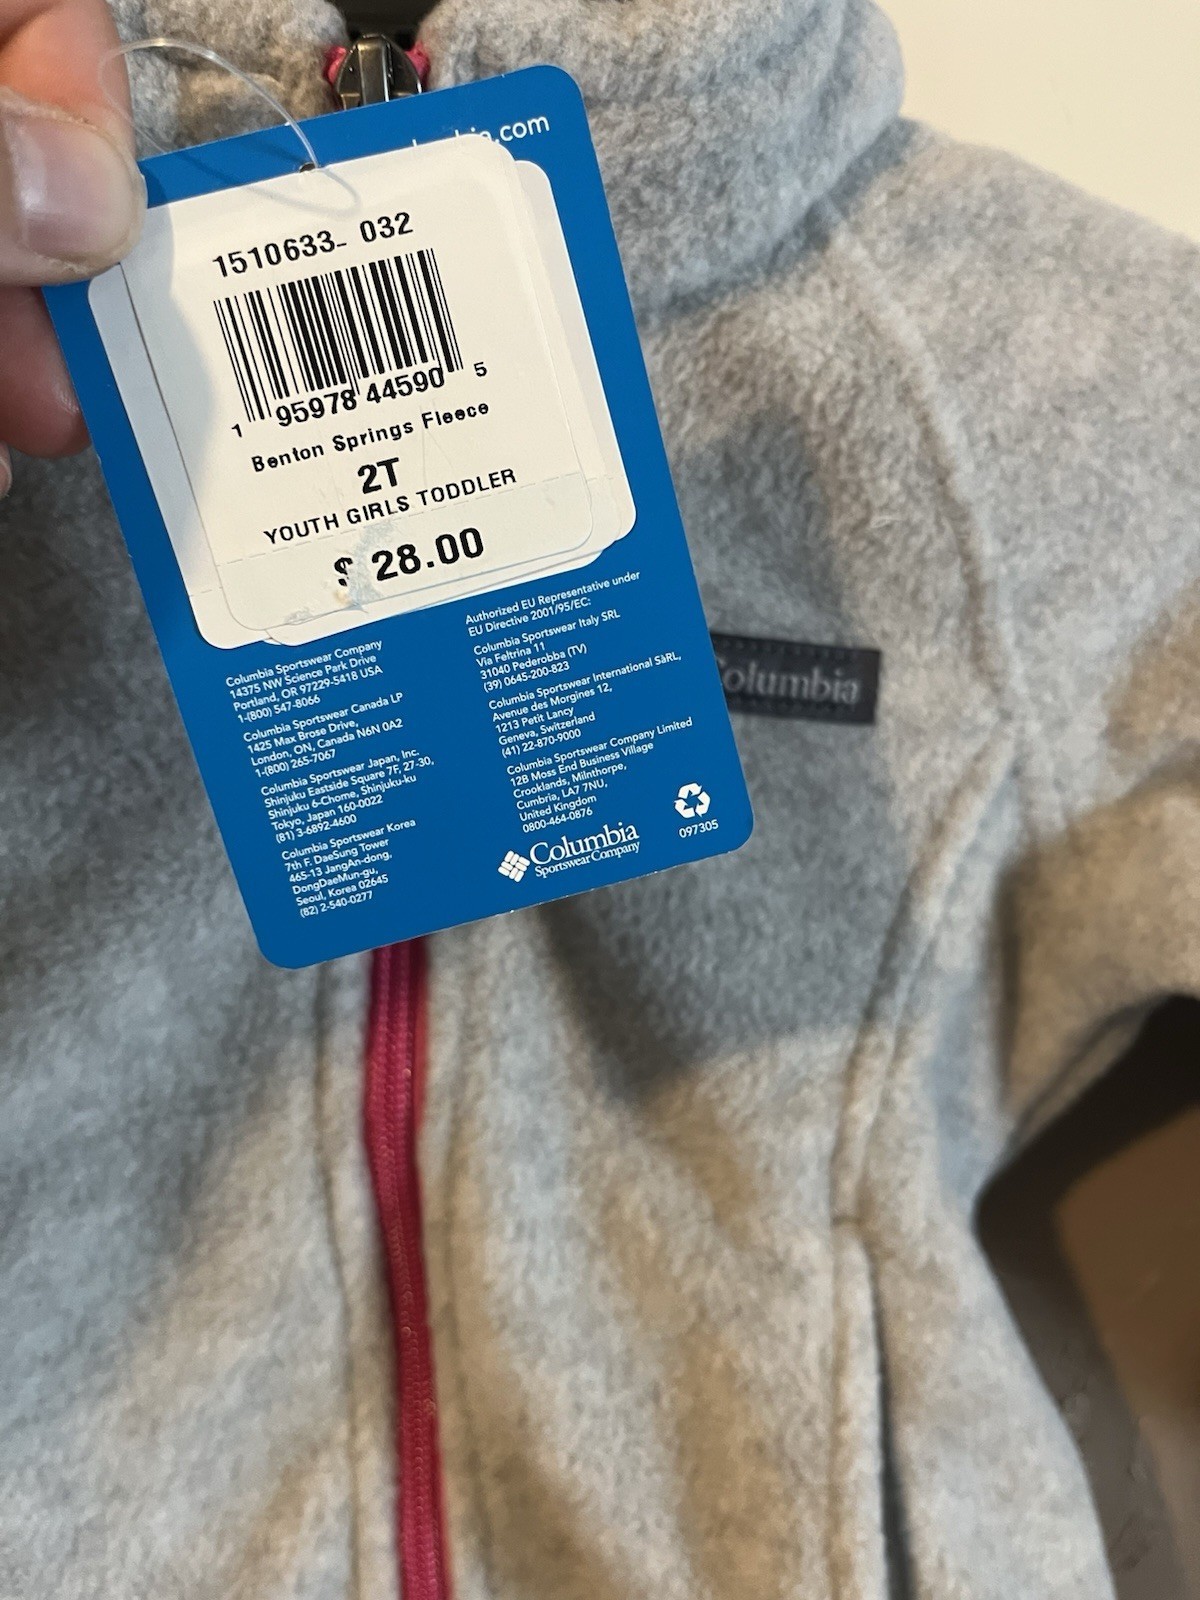 .com
1510633- 032
1 95978 44590 5
Benton Springs Fleece
2T
YOUTH GIRLS TODDLER
$ 28.00
Columbia Sportswear Company
14375 NW Science Park Drive
Portland, OR 97229-5418 USA
1-(800) 547-8066
Columbia Sportswear Canada LP
1425 Max Brose Drive,
London, ON, Canada N6N 0A2
1-(800) 265-7067
Columbia Sportswear Japan, Inc.
Shinjuku Eastside Square 7F, 27-30,
Shinjuku 6-Chome, Shinjuku-ku
Tokyo, Japan 160-0022
(81) 3-6892-4600
Columbia Sportswear Korea
7th F. DaeSung Tower
465-13 JangAn-dong,
DongDaeMun-gu,
Seoul, Korea 02645
(82) 2-540-0277
Authorized EU Representative under
EU Directive 2001/95/EC:
Columbia Sportswear Italy SRL
Via Feltrina 11
31040 Pederobba (TV)
(39) 0645-200-823
Columbia Sportswear International SàRL,
Avenue des Morgines 12,
1213 Petit Lancy
Geneva, Switzerland
(41) 22-870-9000
Columbia Sportswear Company Limited
12B Moss End Business Village
Crooklands, Milnthorpe,
Cumbria, LA7 7NU,
United Kingdom
0800-464-0876
Columbia
Sportswear Company
097305
Columbia